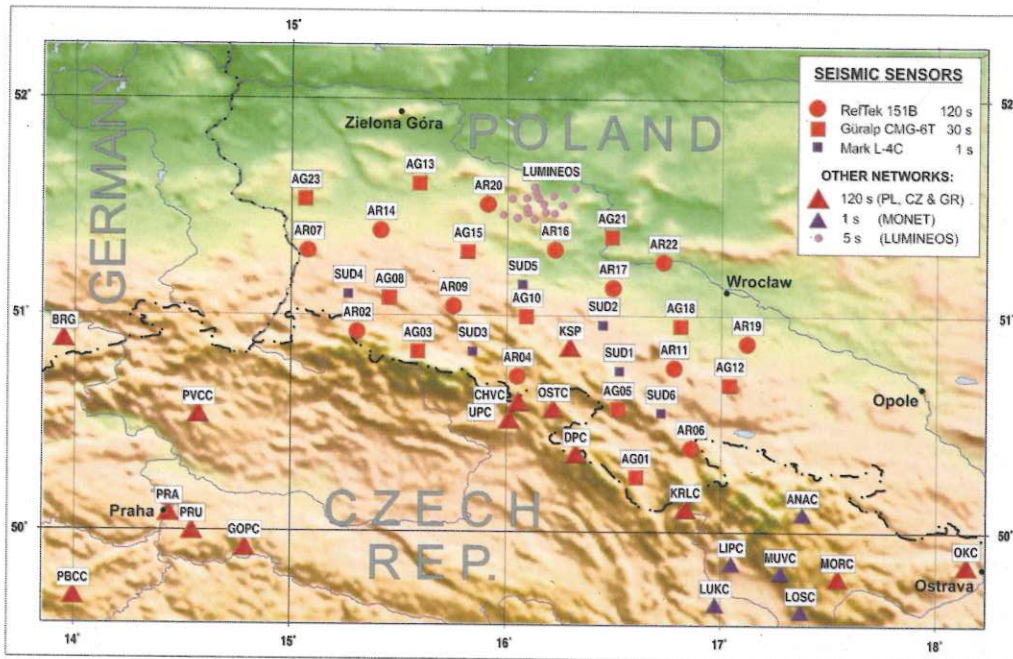 15
52
52
SEISMIC SENSORS
RefTek 151B 120 s
Güralp CMG-6T 30 s
Mark L-4C 1 s
OTHER NETWORKS:
120 s (PL, CZ & GR)
1 s (MONET)
5 s (LUMINEOS)
GERMANY
POLAND
Zielona Góra
AG23
AG13
AR20
LUMINEOS
AR07
AR14
AG15
AR16
AG21
AR22
SUD4
AG08
AR09
SUD5
AR17
Wrocław
51
51
BRG
AR02
AG03
SUD3
AG10
KSP
SUD2
AG18
AR19
AR04
SUD1
AR11
AG12
PVCC
CHVC
OSTC
AG05
SUD6
Opole
UPC
DPC
AR06
AG01
CZECH
REP.
PRA
Praha
PRU
GOPC
KRLC
ANAC
50
50
PBCC
LIPC
MUVC
MORC
OKC
Ostrava
LUKC
LOSC
14
15
16
17
18